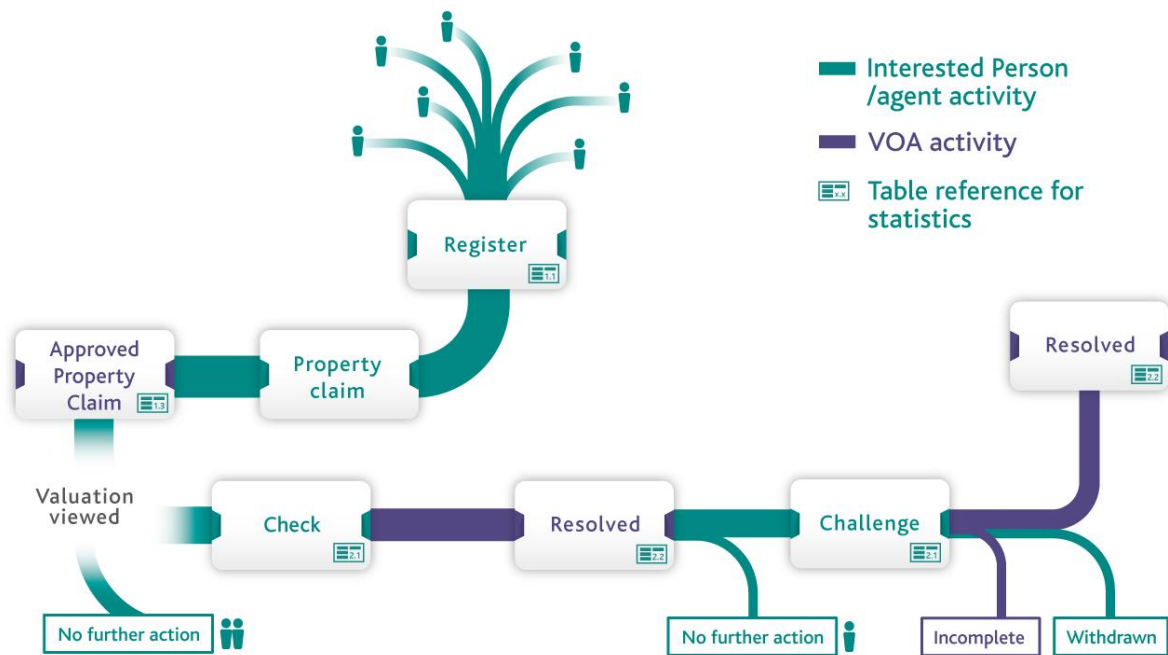 Interested Person
/agent activity
VOA activity
x.x
Table reference for
statistics
Register
1.1
Approved
Property
Claim
1.3
Property
claim
Resolved
2.2
Valuation
viewed
Check
2.1
Resolved
2.2
Challenge
2.1
No further action
No further action
Incomplete
Withdrawn